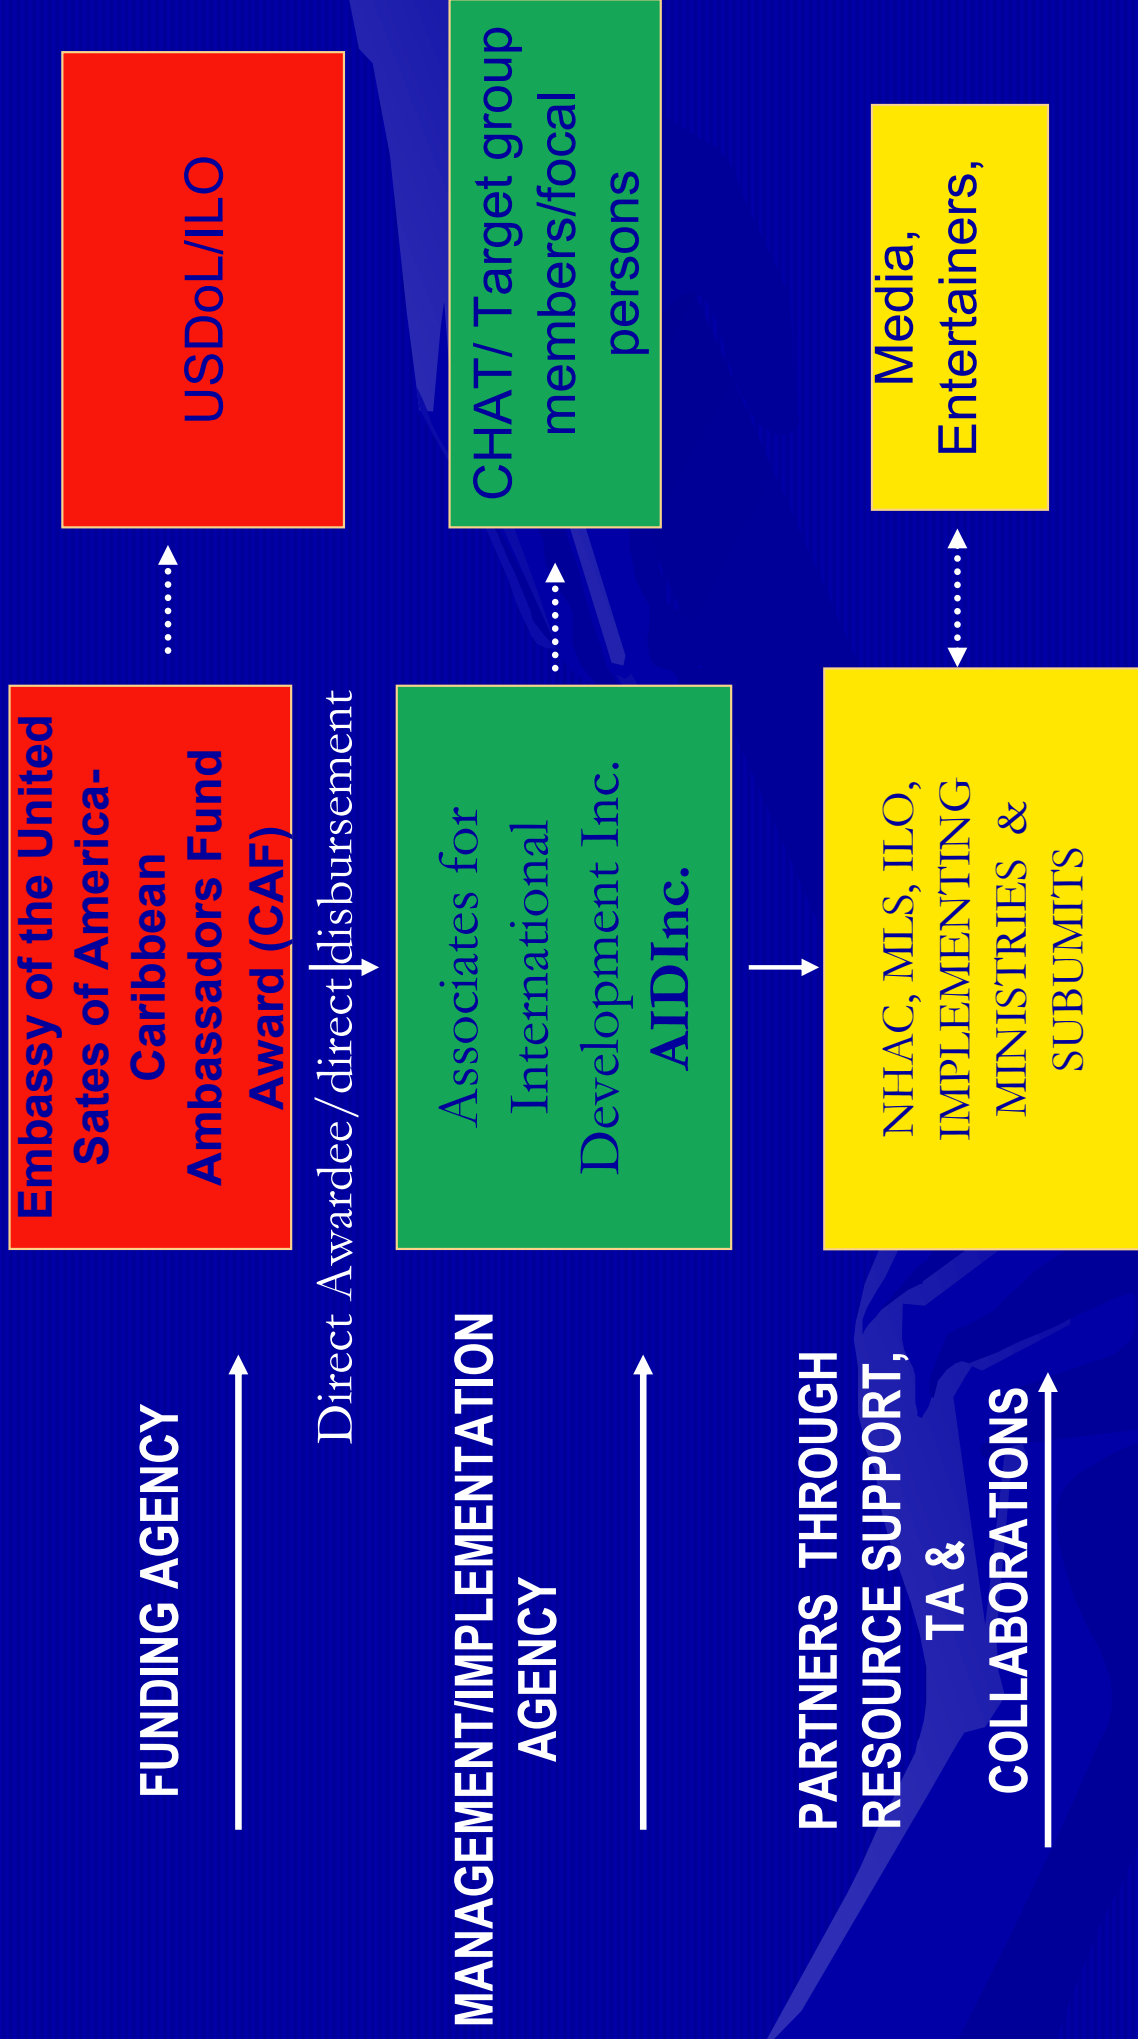 FUNDING AGENCY
Embassy of the United
Sates of America-
Caribbean
Ambassadors Fund
Award (CAF)
USDoL/ILO
Direct Awardee/direct disbursement
MANAGEMENT/IMPLEMENTATION
AGENCY
Associates for
International
Development Inc.
AIDInc.
CHAT/ Target group
members/focal
persons
PARTNERS THROUGH
RESOURCE SUPPORT,
TA &
COLLABORATIONS
NHAC, MLS, ILO,
IMPLEMENTING
MINISTRIES &
SUBUMITS
Media,
Entertainers,